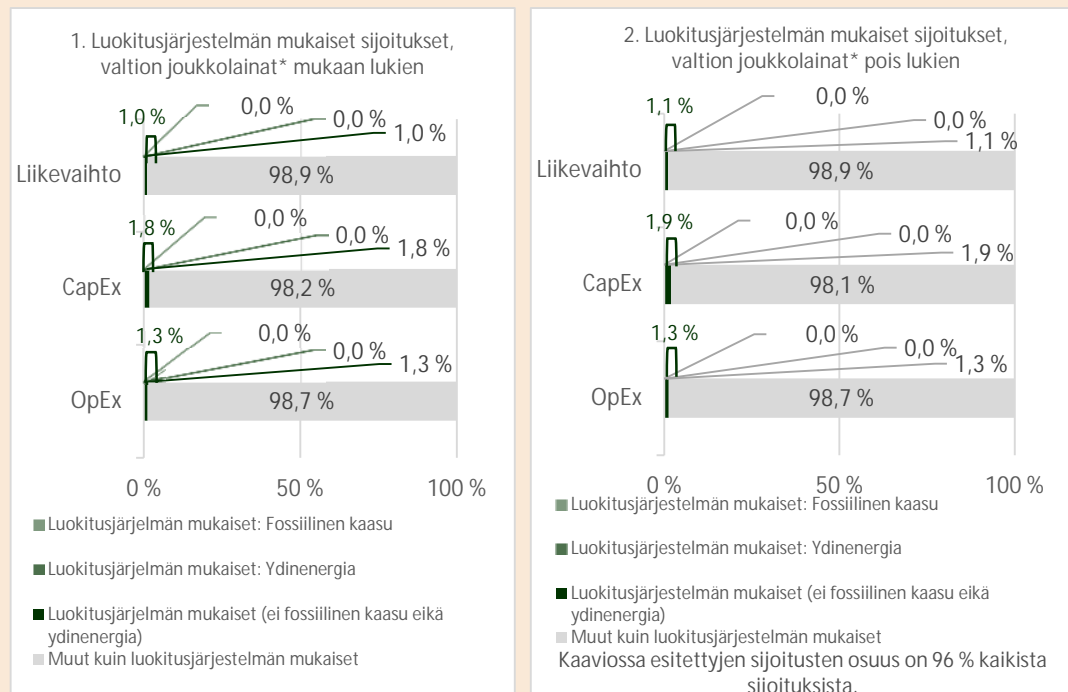 1. Luokitusjärjestelmän mukaiset sijoitukset,
valtion joukkolainat* mukaan lukien
1,0 %
0,0 %
0,0 %
1,0 %
Liikevaihto
98,9 %
1,8 %
0,0 %
0,0 %
1,8 %
CapEx
98,2 %
1,3 %
0,0 %
0,0 %
1,3 %
OpEx
98,7 %
0 %
50 %
100 %
Luokitusjärjelmän mukaiset: Fossiilinen kaasu
Luokitusjärjelmän mukaiset: Ydinenergia
Luokitusjärjelmän mukaiset (ei fossiilinen kaasu eikä
ydinenergia)
Muut kuin luokitusjärjestelmän mukaiset
2. Luokitusjärjestelmän mukaiset sijoitukset,
valtion joukkolainat* pois lukien
1,1 %
0,0 %
0,0 %
1,1 %
Liikevaihto
98,9 %
1,9 %
0,0 %
0,0 %
1,9 %
CapEx
98,1 %
1,3 %
0,0 %
0,0 %
1,3 %
OpEx
98,7 %
0 %
50 %
100 %
Luokitusjärjestelmän mukaiset: Fossiilinen kaasu
Luokitusjärjestelmän mukaiset: Ydinenergia
Luokitusjärjestelmän mukaiset (ei fossiilinen kaasu eikä
ydinenergia)
Muut kuin luokitusjärjestelmän mukaiset
Kaaviossa esitettyjen sijoitusten osuus on 96 % kaikista
sijoituksista.